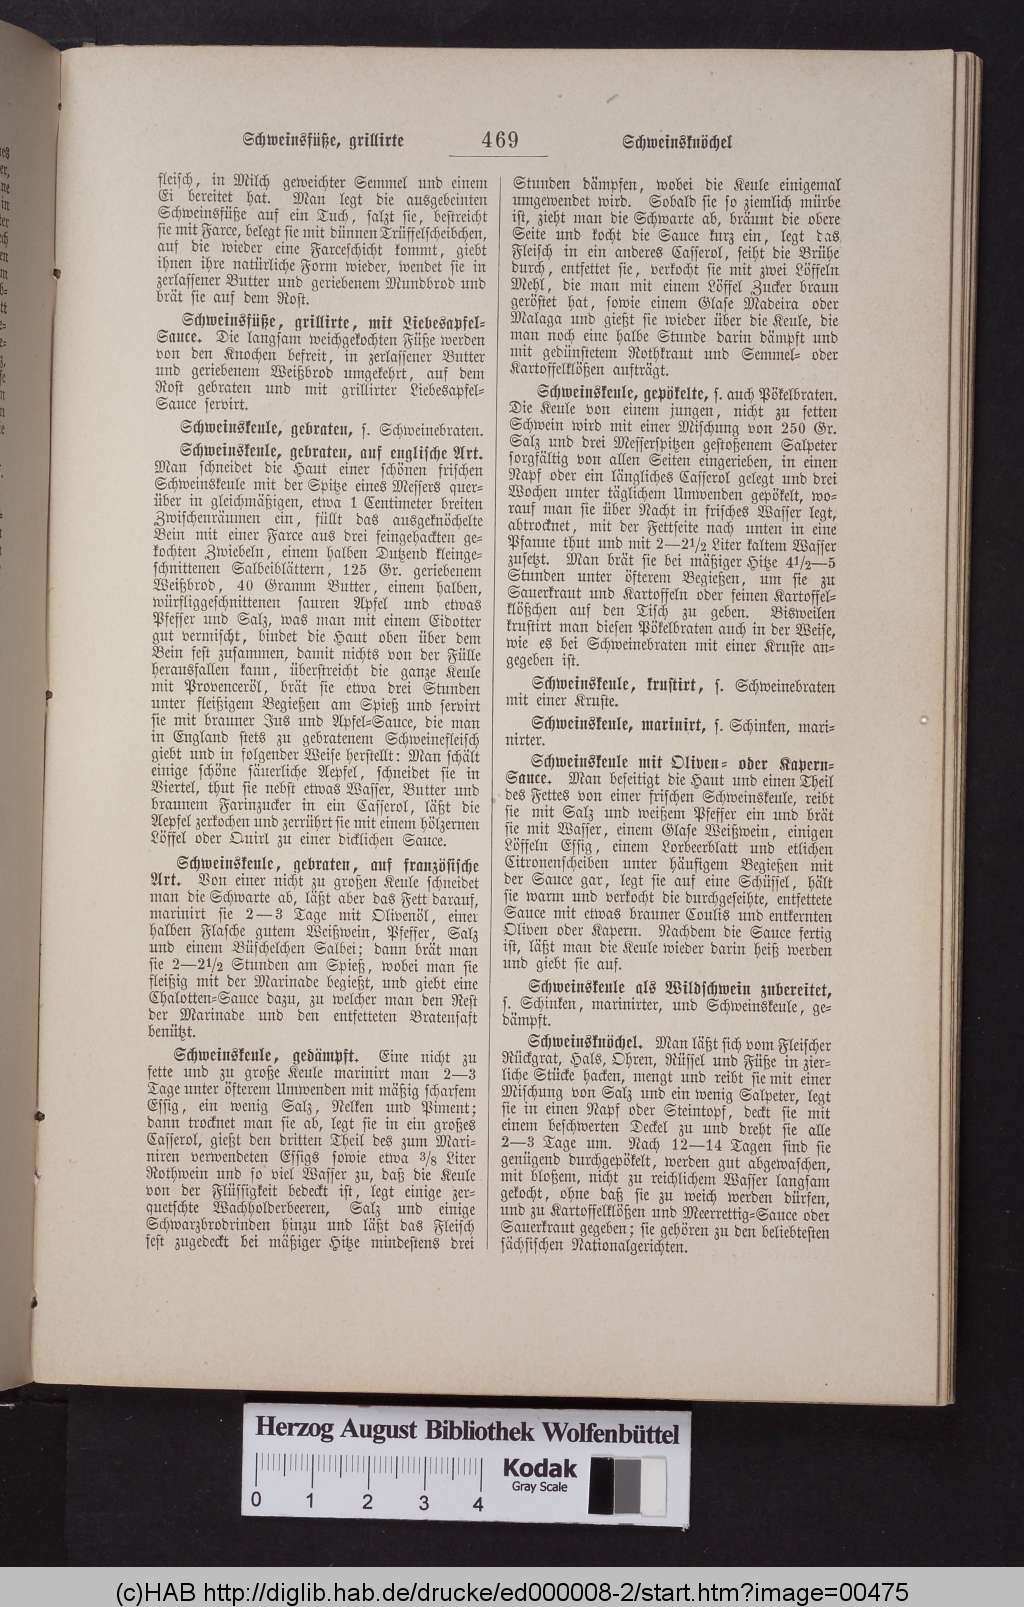 Schweinsfüße, grillirte 469 Schweinsknöchel
fleisch, in Milch geweichter Semmel und einem
Ei bereitet hat. Man legt die ausgebeinten
Schweinsfüße auf ein Tuch, salzt sie, bestreicht
sie mit Farce, belegt sie mit dünnen Trüffelscheibchen,
auf die wieder eine Farceschicht kommt, giebt
ihnen ihre natürliche Form wieder, wendet sie in
zerlassener Butter und geriebenem Mundbrod und
brät sie auf dem Rost.
Schweinsfüße, grillirte, mit Liebesapfel-
Sauce. Die langsam weichgekochten Füße werden
von den Knochen befreit, in zerlassener Butter
und geriebenem Weißbrod umgekehrt, auf dem
Rost gebraten und mit grillirter Liebesapfel-
Sauce servirt.
Schweinskeule, gebraten, s. Schweinebraten.
Schweinskeule, gebraten, auf englische Art.
Man schneidet die Haut einer schönen frischen
Schweinskeule mit der Spitze eines Messers quer-
über in gleichmäßigen, etwa 1 Centimeter breiten
Zwischenräumen ein, füllt das ausgeknöchelte
Bein mit einer Farce aus drei feingehackten ge-
kochten Zwiebeln, einem halben Dutzend kleinge-
schnittenen Salbeiblättern, 125 Gr. geriebenem
Weißbrod, 40 Gramm Butter, einem halben,
würfliggeschnittenen sauren Apfel und etwas
Pfeffer und Salz, was man mit einem Eidotter
gut vermischt, bindet die Haut oben über dem
Bein fest zusammen, damit nichts von der Fülle
herausfallen kann, überstreicht die ganze Keule
mit Provenceröl, brät sie etwa drei Stunden
unter fleißigem Begießen am Spieß und servirt
sie mit brauner Jus und Apfel-Sauce, die man
in England stets zu gebratenem Schweinefleisch
giebt und in folgender Weise herstellt: Man schält
einige schöne säuerliche Aepfel, schneidet sie in
Viertel, thut sie nebst etwas Wasser, Butter und
braunem Farinzucker in ein Casserol, läßt die
Aepfel zerkochen und zerrührt sie mit einem hölzernen
Löffel oder Quirl zu einer dicklichen Sauce.
Schweinskeule, gebraten, auf französische
Art. Von einer nicht zu großen Keule schneidet
man die Schwarte ab, läßt aber das Fett darauf,
marinirt sie 2—3 Tage mit Olivenöl, einer
halben Flasche gutem Weißwein, Pfeffer, Salz
und einem Büschelchen Salbei; dann brät man
sie 2—2½ Stunden am Spieß, wobei man sie
fleißig mit der Marinade begießt, und giebt eine
Chalotten-Sauce dazu, zu welcher man den Rest
der Marinade und den entfetteten Bratensaft
benützt.
Schweinskeule, gedämpft. Eine nicht zu
fette und zu große Keule marinirt man 2—3
Tage unter öfterem Umwenden mit mäßig scharfem
Essig, ein wenig Salz, Nelken und Piment;
dann trocknet man sie ab, legt sie in ein großes
Casserol, gießt den dritten Theil des zum Mari-
niren verwendeten Essigs sowie etwa 3/8 Liter
Rothwein und so viel Wasser zu, daß die Keule
von der Flüssigkeit bedeckt ist, legt einige zer-
quetschte Wachholderbeeren, Salz und einige
Schwarzbrodrinden hinzu und läßt das Fleisch
fest zugedeckt bei mäßiger Hitze mindestens drei
Stunden dämpfen, wobei die Keule einigemal
umgewendet wird. Sobald sie so ziemlich mürbe
ist, zieht man die Schwarte ab, bräunt die obere
Seite und kocht die Sauce kurz ein, legt das
Fleisch in ein anderes Casserol, seiht die Brühe
durch, entfettet sie, verkocht sie mit zwei Löffeln
Mehl, die man mit einem Löffel Zucker braun
geröstet hat, sowie einem Glase Madeira oder
Malaga und gießt sie wieder über die Keule, die
man noch eine halbe Stunde darin dämpft und
mit gedünstetem Rothkraut und Semmel- oder
Kartoffelklößen aufträgt.
Schweinskeule, gepökelte, s. auch Pökelbraten.
Die Keule von einem jungen, nicht zu fetten
Schwein wird mit einer Mischung von 250 Gr.
Salz und drei Messerspitzen gestoßenem Salpeter
sorgfältig von allen Seiten eingerieben, in einen
Napf oder ein längliches Casserol gelegt und drei
Wochen unter täglichem Umwenden gepökelt, wo-
rauf man sie über Nacht in frisches Wasser legt,
abtrocknet, mit der Fettseite nach unten in eine
Pfanne thut und mit 2—2½ Liter kaltem Wasser
zusetzt. Man brät sie bei mäßiger Hitze 4½—5
Stunden unter öfterem Begießen, um sie zu
Sauerkraut und Kartoffeln oder feinen Kartoffel-
klößchen auf den Tisch zu geben. Bisweilen
krustirt man diesen Pökelbraten auch in der Weise,
wie es bei Schweinebraten mit einer Kruste an-
gegeben ist.
Schweinskeule, krustirt, s. Schweinebraten
mit einer Kruste.
Schweinskeule, marinirt, s. Schinken, mari-
nirter.
Schweinskeule mit Oliven- oder Kapern-
Sauce. Man beseitigt die Haut und einen Theil
des Fettes von einer frischen Schweinskeule, reibt
sie mit Salz und weißem Pfeffer ein und brät
sie mit Wasser, einem Glase Weißwein, einigen
Löffeln Essig, einem Lorbeerblatt und etlichen
Citronenscheiben unter häufigem Begießen mit
der Sauce gar, legt sie auf eine Schüssel, hält
sie warm und verkocht die durchgeseihte, entfettete
Sauce mit etwas brauner Coulis und entkernten
Oliven oder Kapern. Nachdem die Sauce fertig
ist, läßt man die Keule wieder darin heiß werden
und giebt sie auf.
Schweinskeule als Wildschwein zubereitet,
s. Schinken, marinirter, und Schweinskeule, ge-
dämpft.
Schweinsknöchel. Man läßt sich vom Fleischer
Rückgrat, Hals, Ohren, Rüssel und Füße in zier-
liche Stücke hacken, mengt und reibt sie mit einer
Mischung von Salz und ein wenig Salpeter, legt
sie in einen Napf oder Steintopf, deckt sie mit
einem beschwerten Deckel zu und dreht sie alle
2—3 Tage um. Nach 12—14 Tagen sind sie
genügend durchgepökelt, werden gut abgewaschen,
mit bloßem, nicht zu reichlichem Wasser langsam
gekocht, ohne daß sie zu weich werden dürfen,
und zu Kartoffelklößen und Meerrettig-Sauce oder
Sauerkraut gegeben; sie gehören zu den beliebtesten
sächsischen Nationalgerichten.
Herzog August Bibliothek Wolfenbüttel
Kodak
Gray Scale
0 1 2 3 4
(c)HAB http://diglib.hab.de/drucke/ed000008-2/start.htm?image=00475